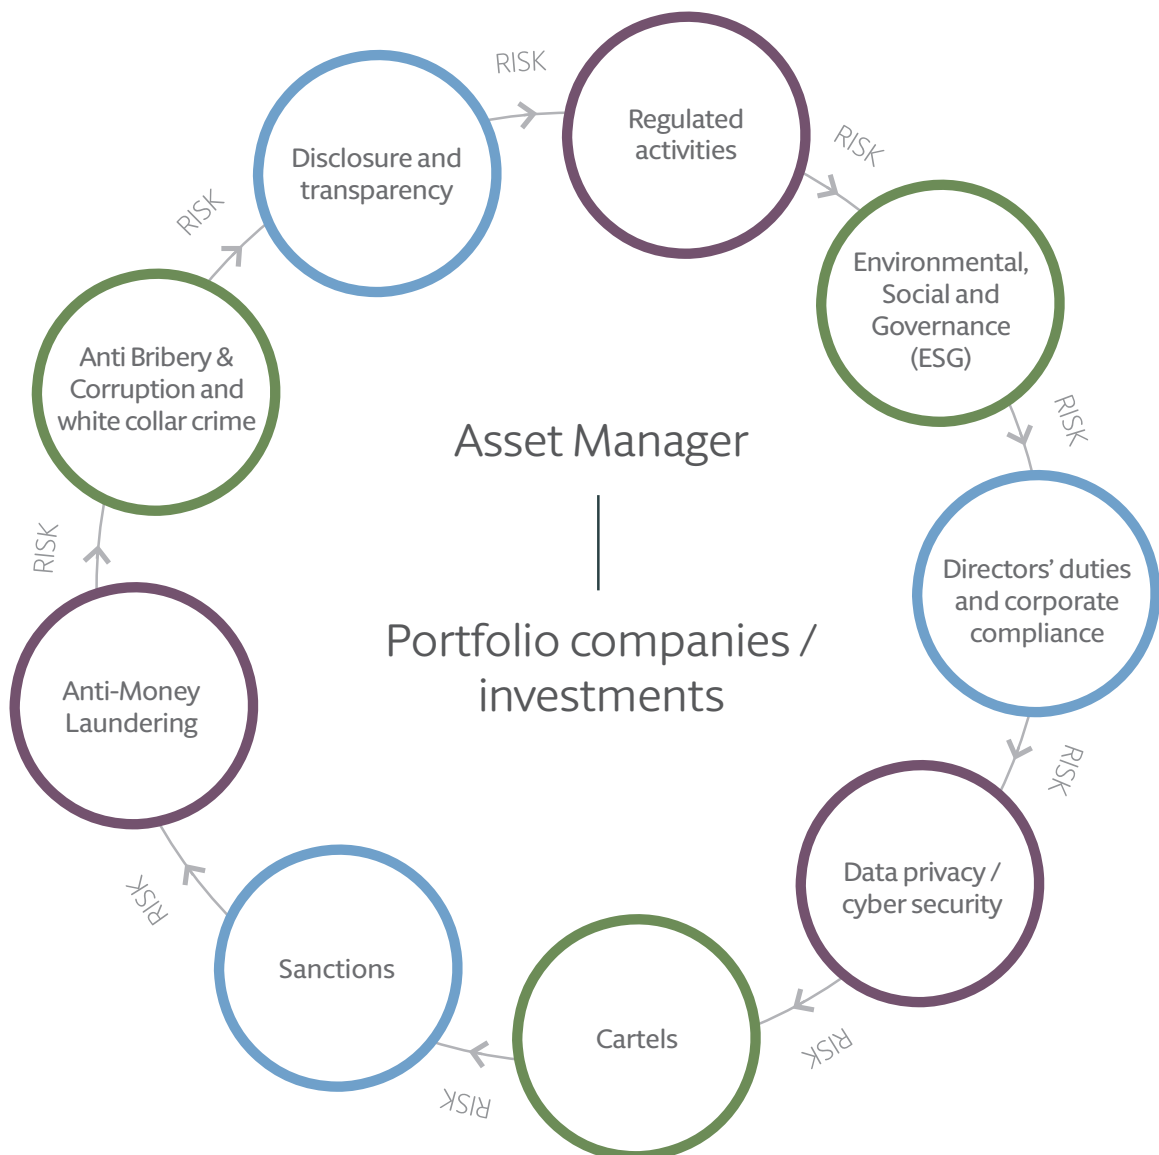 RISK
Regulated
activities
RISK
Environmental,
Social and
Governance
(ESG)
RISK
Directors’ duties
and corporate
compliance
RISK
Data privacy /
cyber security
RISK
Cartels
RISK
Sanctions
RISK
Anti-Money
Laundering
RISK
Anti Bribery &
Corruption and
white collar crime
RISK
Disclosure and
transparency
Asset Manager
Portfolio companies /
investments